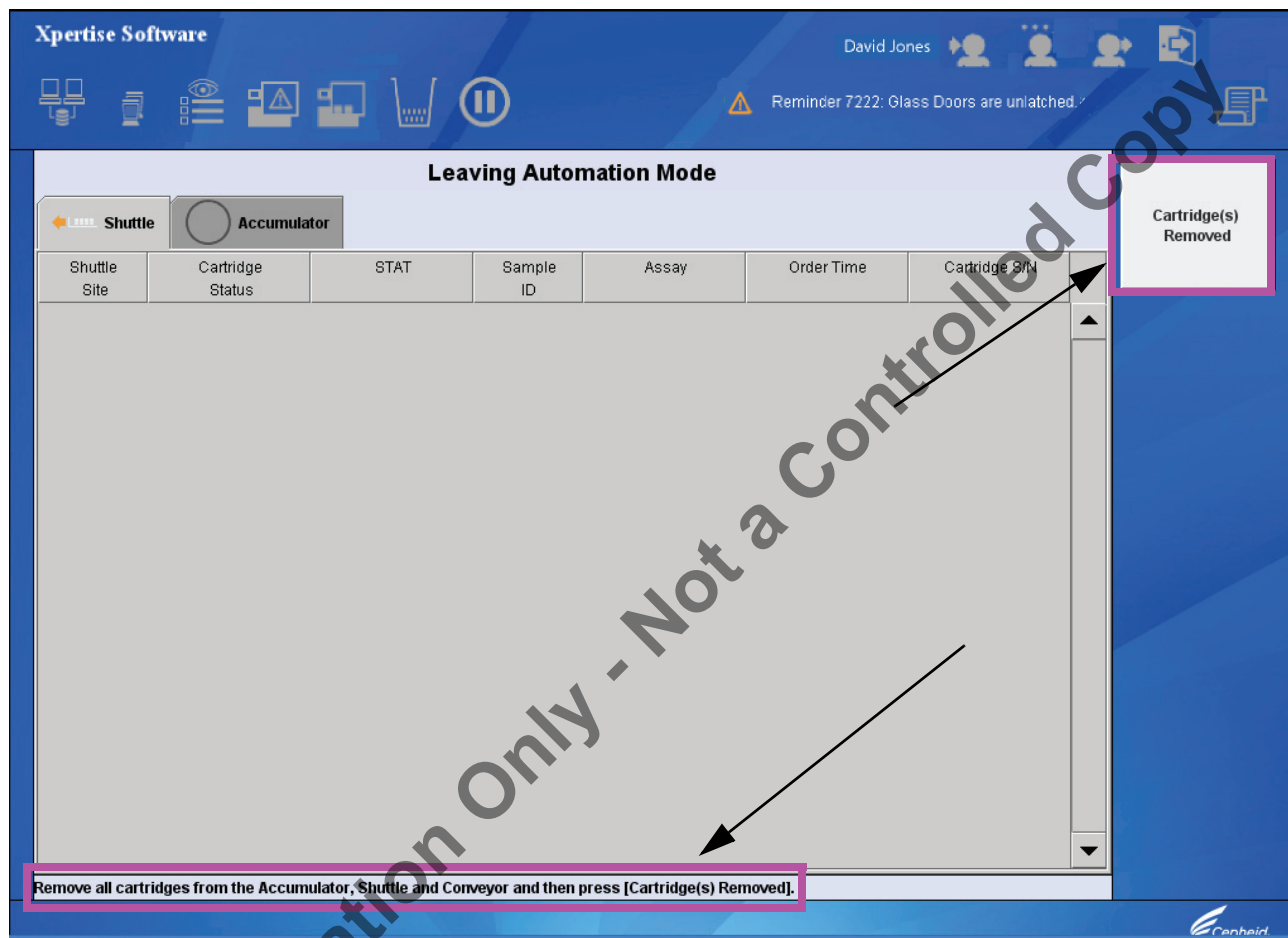 Xpertise Software
David Jones
Reminder 7222: Glass Doors are unlatched.
Leaving Automation Mode
Shuttle
Accumulator
Cartridge(s)
Removed
Shuttle
Site
Cartridge
Status
STAT
Sample
ID
Assay
Order Time
Cartridge S/N
Remove all cartridges from the Accumulator, Shuttle and Conveyor and then press [Cartridge(s) Removed].
Cepheid.
Only - Not a Controlled Copy